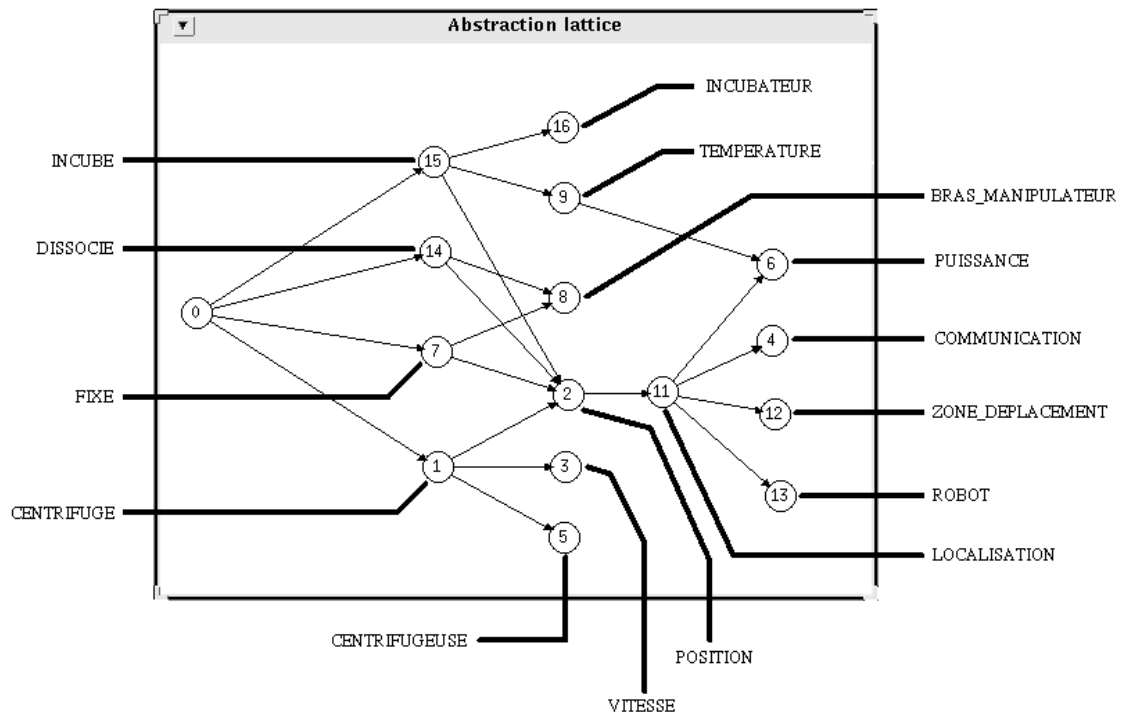 Abstraction lattice
INCUBATEUR
16
INCUBE
15
TEMPERATURE
9
BRAS_MANIPULATEUR
DISSOCIE
14
PUISSANCE
6
8
0
COMMUNICATION
4
7
FIXE
2
11
ZONE_DEPLACEMENT
12
1
3
ROBOT
13
CENTRIFUGE
5
LOCALISATION
CENTRIFUGEUSE
POSITION
VITESSE